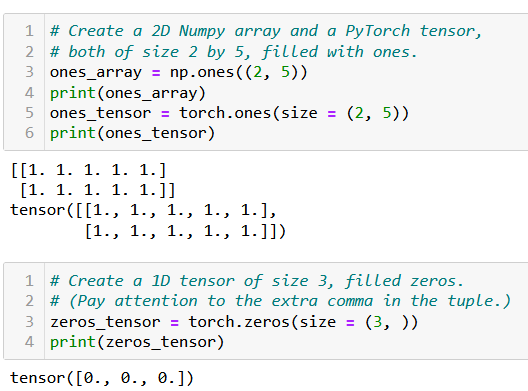 1 # Create a 2D Numpy array and a PyTorch tensor,
2 # both of size 2 by 5, filled with ones.
3 ones_array = np.ones((2, 5))
4 print(ones_array)
5 ones_tensor = torch.ones(size = (2, 5))
6 print(ones_tensor)
[[1. 1. 1. 1. 1.]
 [1. 1. 1. 1. 1.]]
tensor([[1., 1., 1., 1., 1.],
        [1., 1., 1., 1., 1.]])
1 # Create a 1D tensor of size 3, filled zeros.
2 # (Pay attention to the extra comma in the tuple.)
3 zeros_tensor = torch.zeros(size = (3, ))
4 print(zeros_tensor)
tensor([0., 0., 0.])